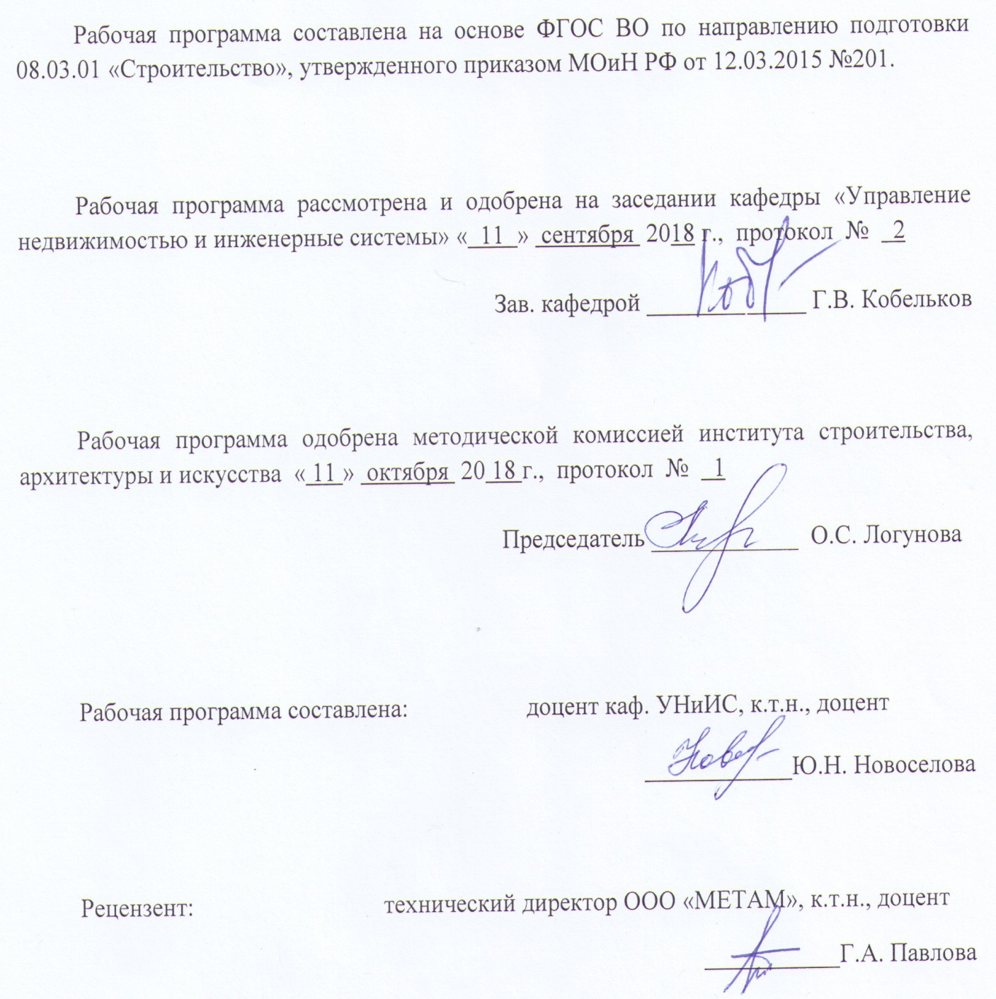 Рабочая программа составлена на основе ФГОС ВО по направлению подготовки
08.03.01 «Строительство», утвержденного приказом МОиН РФ от 12.03.2015 №201.
Рабочая программа рассмотрена и одобрена на заседании кафедры «Управление
недвижимостью и инженерные системы» « 11 » сентября 2018 г., протокол № 2
Зав. кафедрой ____________ Г.В. Кобельков
Рабочая программа одобрена методической комиссией института строительства,
архитектуры и искусства « 11 » октября 20 18 г., протокол № 1
Председатель ____________ О.С. Логунова
Рабочая программа составлена: доцент каф. УНиИС, к.т.н., доцент
____________Ю.Н. Новоселова
Рецензент: технический директор ООО «МЕТАМ», к.т.н., доцент
____________Г.А. Павлова